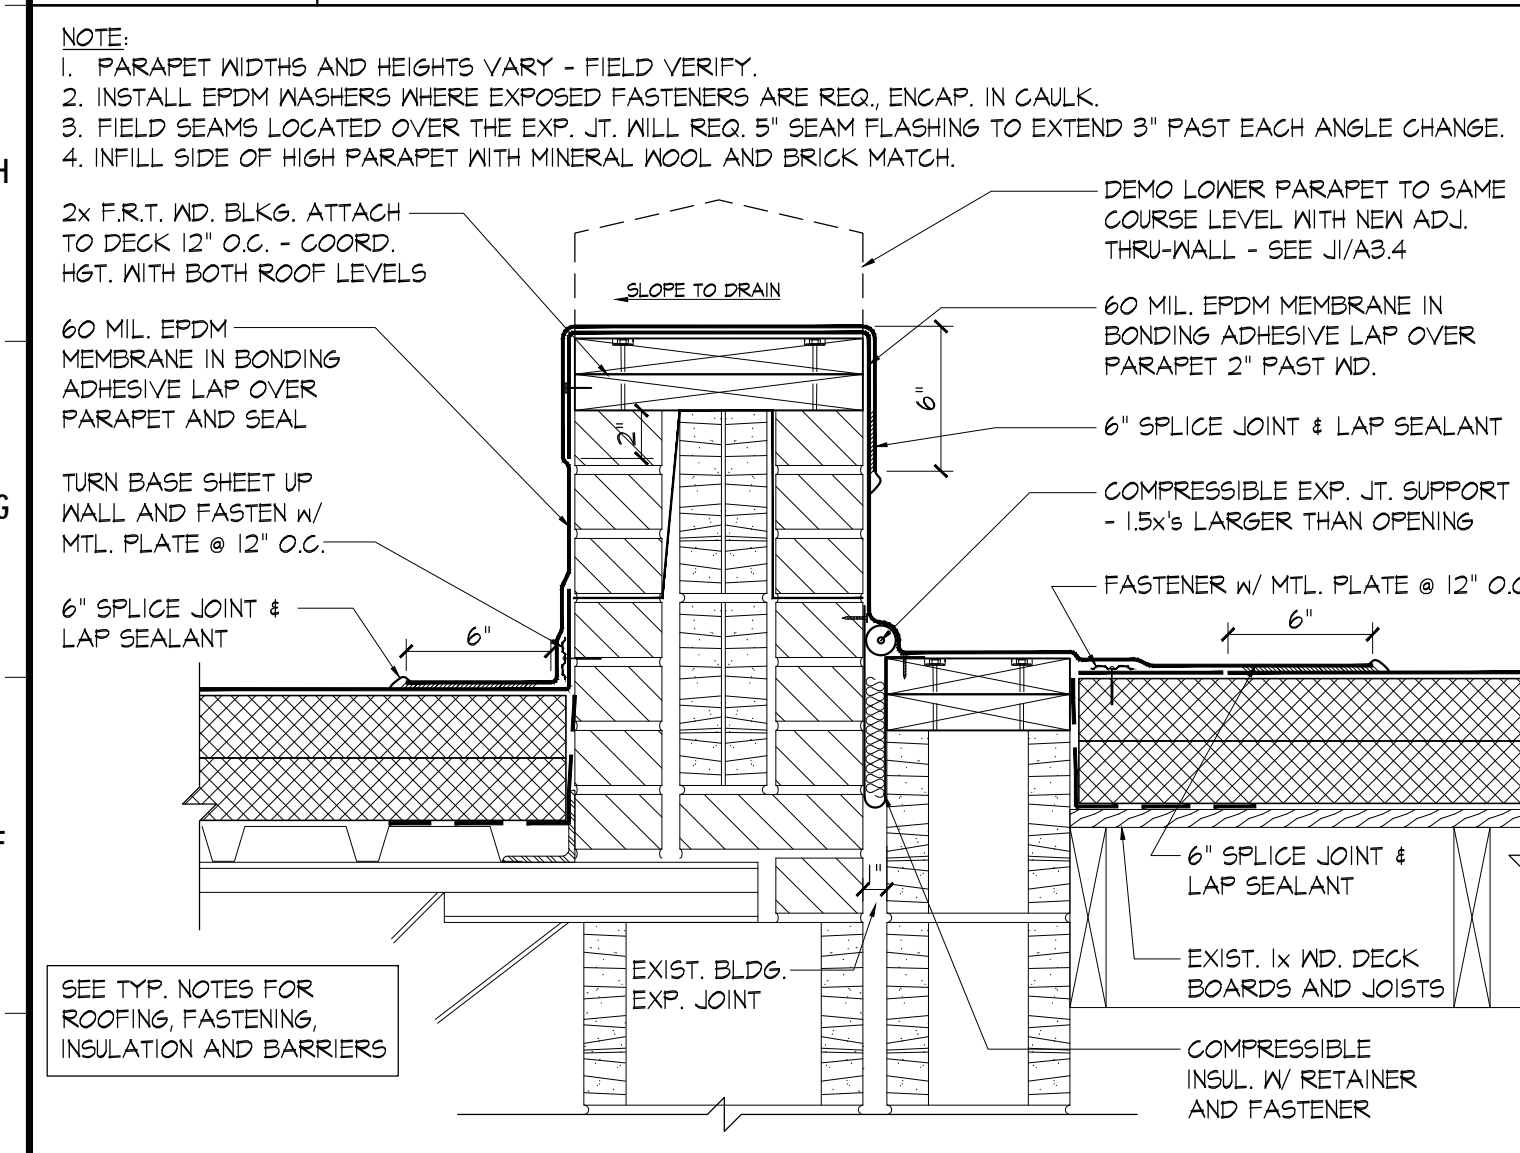 NOTE:
1. PARAPET WIDTHS AND HEIGHTS VARY - FIELD VERIFY.
2. INSTALL EPDM WASHERS WHERE EXPOSED FASTENERS ARE REQ., ENCAP. IN CAULK.
3. FIELD SEAMS LOCATED OVER THE EXP. JT. WILL REQ. 5" SEAM FLASHING TO EXTEND 3" PAST EACH ANGLE CHANGE.
4. INFILL SIDE OF HIGH PARAPET WITH MINERAL WOOL AND BRICK MATCH.
2x F.R.T. WD. BLKG. ATTACH
TO DECK 12" O.C. - COORD.
HGT. WITH BOTH ROOF LEVELS
60 MIL. EPDM
MEMBRANE IN BONDING
ADHESIVE LAP OVER
PARAPET AND SEAL
TURN BASE SHEET UP
WALL AND FASTEN W/
MTL. PLATE @ 12" O.C.
6" SPLICE JOINT &
LAP SEALANT
6"
SLOPE TO DRAIN
2"
6"
DEMO LOWER PARAPET TO SAME
COURSE LEVEL WITH NEW ADJ.
THRU-WALL - SEE J1/A3.4
60 MIL. EPDM MEMBRANE IN
BONDING ADHESIVE LAP OVER
PARAPET 2" PAST WD.
6" SPLICE JOINT & LAP SEALANT
COMPRESSIBLE EXP. JT. SUPPORT
- 1.5x's LARGER THAN OPENING
FASTENER W/ MTL. PLATE @ 12" O.C
6"
6" SPLICE JOINT &
LAP SEALANT
1"
EXIST. BLDG.
EXP. JOINT
EXIST. 1x WD. DECK
BOARDS AND JOISTS
COMPRESSIBLE
INSUL. W/ RETAINER
AND FASTENER
SEE TYP. NOTES FOR
ROOFING, FASTENING,
INSULATION AND BARRIERS
H
G